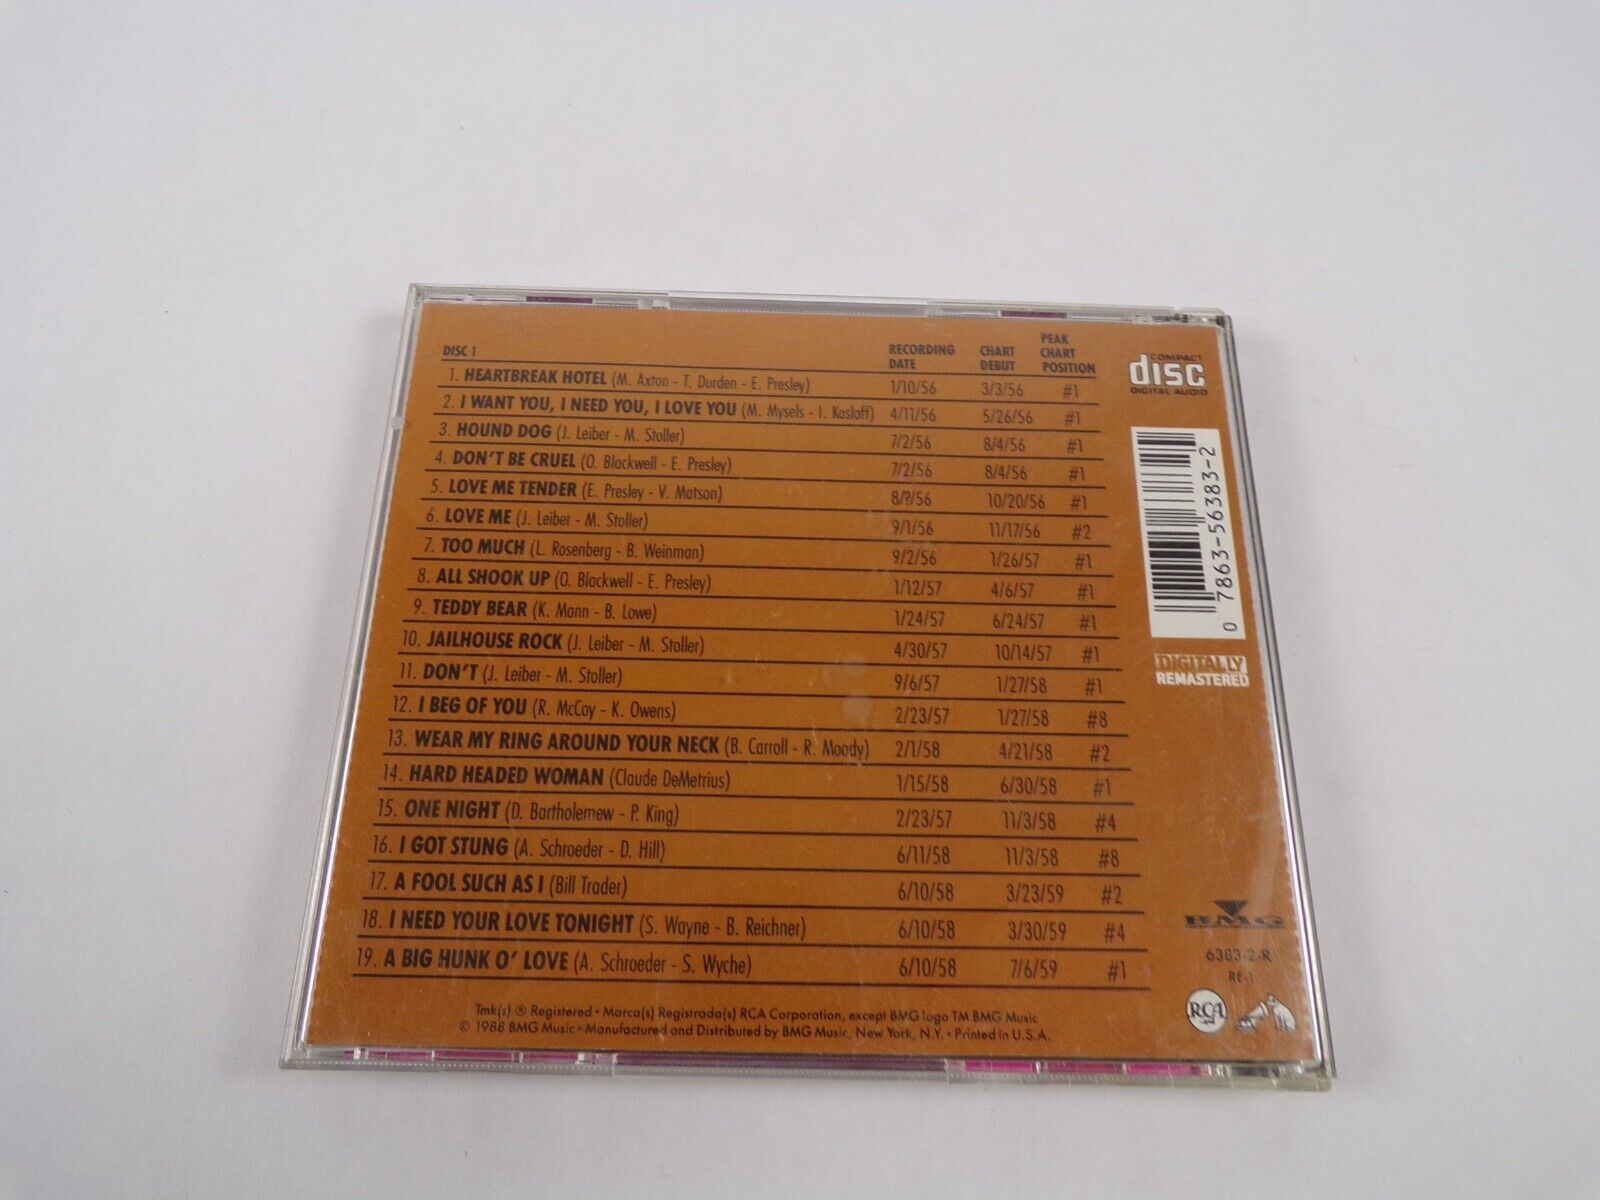 DISC 1 RECORDING DATE CHART DEBUT PEAK CHART POSITION
1. HEARTBREAK HOTEL (M. Axton - T. Durden - E. Presley) 1/10/56 3/3/56 #1
2. I WANT YOU, I NEED YOU, I LOVE YOU (M. Mysels - I. Kosloff) 4/11/56 5/26/56 #1
3. HOUND DOG (J. Leiber - M. Stoller) 7/2/56 8/4/56 #1
4. DON'T BE CRUEL (O. Blackwell - E. Presley) 7/2/56 8/4/56 #1
5. LOVE ME TENDER (E. Presley - V. Matson) 8/?/56 10/20/56 #1
6. LOVE ME (J. Leiber - M. Stoller) 9/1/56 11/17/56 #2
7. TOO MUCH (L. Rosenberg - B. Weinman) 9/2/56 1/26/57 #1
8. ALL SHOOK UP (O. Blackwell - E. Presley) 1/12/57 4/6/57 #1
9. TEDDY BEAR (K. Mann - B. Lowe) 1/24/57 6/24/57 #1
10. JAILHOUSE ROCK (J. Leiber - M. Stoller) 4/30/57 10/14/57 #1
11. DON'T (J. Leiber - M. Stoller) 9/6/57 1/27/58 #1
12. I BEG OF YOU (R. McCoy - K. Owens) 2/23/57 1/27/58 #8
13. WEAR MY RING AROUND YOUR NECK (B. Carroll - R. Moody) 2/1/58 4/21/58 #2
14. HARD HEADED WOMAN (Claude DeMetrius) 1/15/58 6/30/58 #1
15. ONE NIGHT (D. Bartholemew - P. King) 2/23/57 11/3/58 #4
16. I GOT STUNG (A. Schroeder - D. Hill) 6/11/58 11/3/58 #8
17. A FOOL SUCH AS I (Bill Trader) 6/10/58 3/23/59 #2
18. I NEED YOUR LOVE TONIGHT (S. Wayne - B. Reichner) 6/10/58 3/30/59 #4
19. A BIG HUNK O' LOVE (A. Schroeder - S. Wyche) 6/10/58 7/6/59 #1
Tmk(s) ® Registered • Marca(s) Registrada(s) RCA Corporation, except BMG logo TM BMG Music
© 1988 BMG Music • Manufactured and Distributed by BMG Music, New York, N.Y. • Printed in U.S.A.
COMPACT
disc
DIGITAL AUDIO
0 7863-56383-2
DIGITALLY
REMASTERED
BMG
6383-2-R
RE-1
RCA